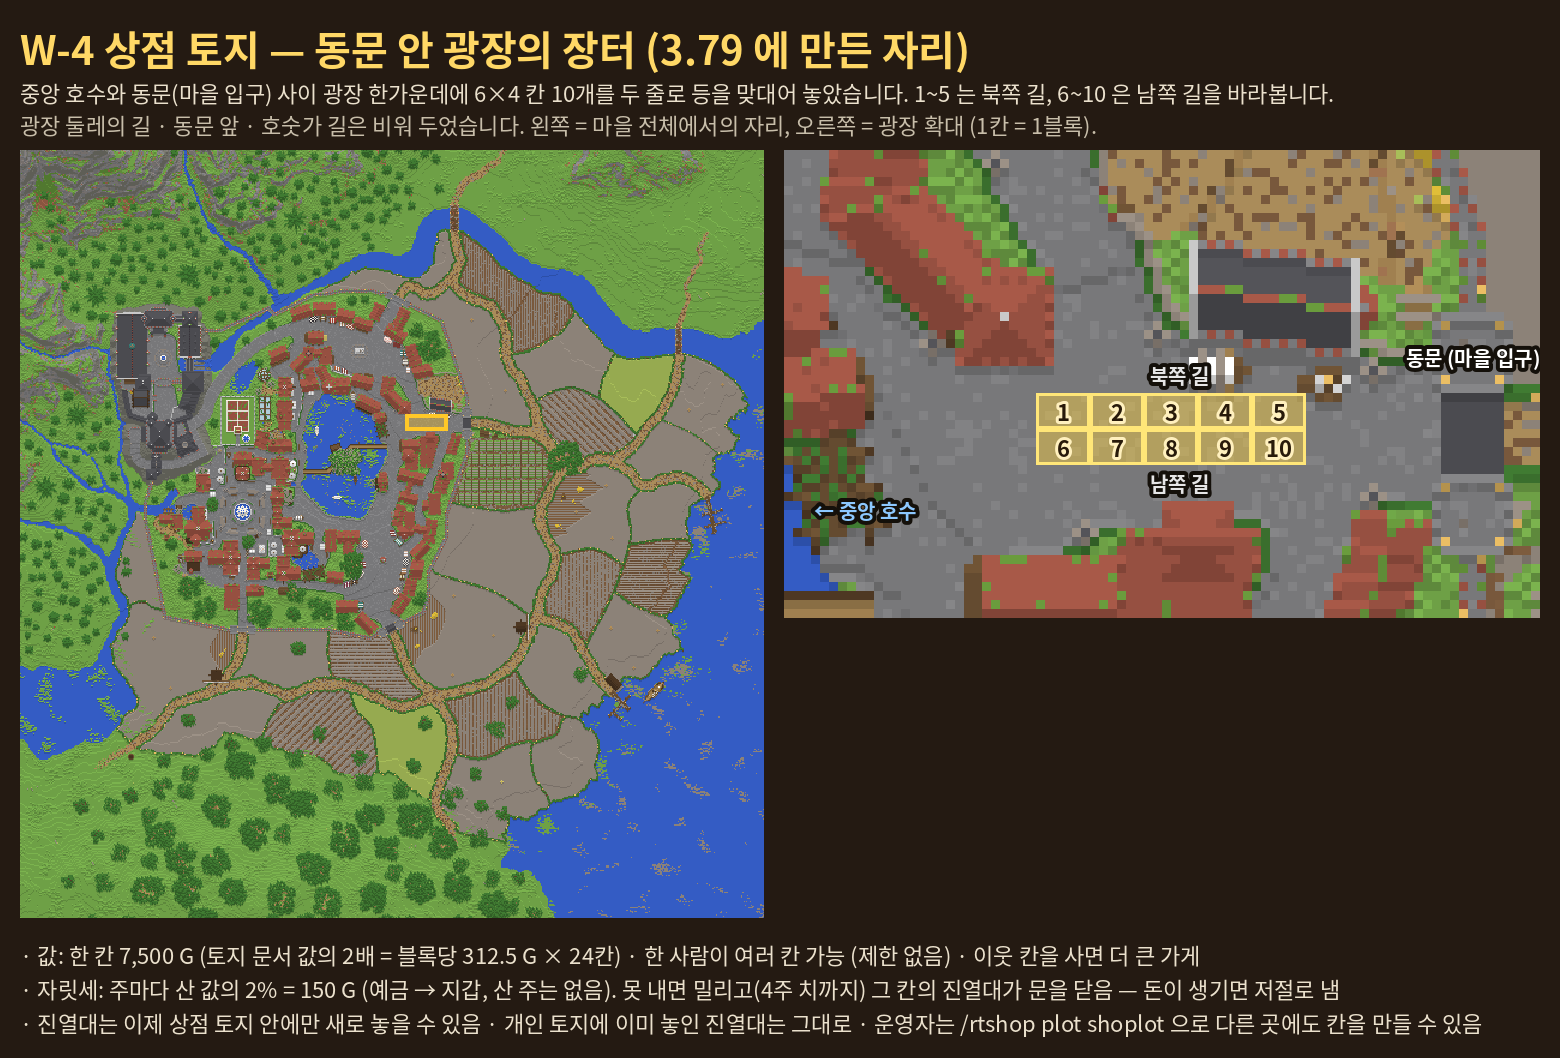 W-4 상점 토지 — 동문 안 광장의 장터 (3.79 에 만든 자리)
중앙 호수와 동문(마을 입구) 사이 광장 한가운데에 6×4 칸 10개를 두 줄로 등을 맞대어 놓았습니다. 1~5 는 북쪽 길, 6~10 은 남쪽 길을 바라봅니다.
광장 둘레의 길 · 동문 앞 · 호숫가 길은 비워 두었습니다. 왼쪽 = 마을 전체에서의 자리, 오른쪽 = 광장 확대 (1칸 = 1블록).
동문 (마을 입구)
북쪽 길
1 2 3 4 5
6 7 8 9 10
남쪽 길
← 중앙 호수
· 값: 한 칸 7,500 G (토지 문서 값의 2배 = 블록당 312.5 G × 24칸) · 한 사람이 여러 칸 가능 (제한 없음) · 이웃 칸을 사면 더 큰 가게
· 자릿세: 주마다 산 값의 2% = 150 G (예금 → 지갑, 산 주는 없음). 못 내면 밀리고(4주 치까지) 그 칸의 진열대가 문을 닫음 — 돈이 생기면 저절로 냄
· 진열대는 이제 상점 토지 안에만 새로 놓을 수 있음 · 개인 토지에 이미 놓인 진열대는 그대로 · 운영자는 /rtshop plot shoplot 으로 다른 곳에도 칸을 만들 수 있음